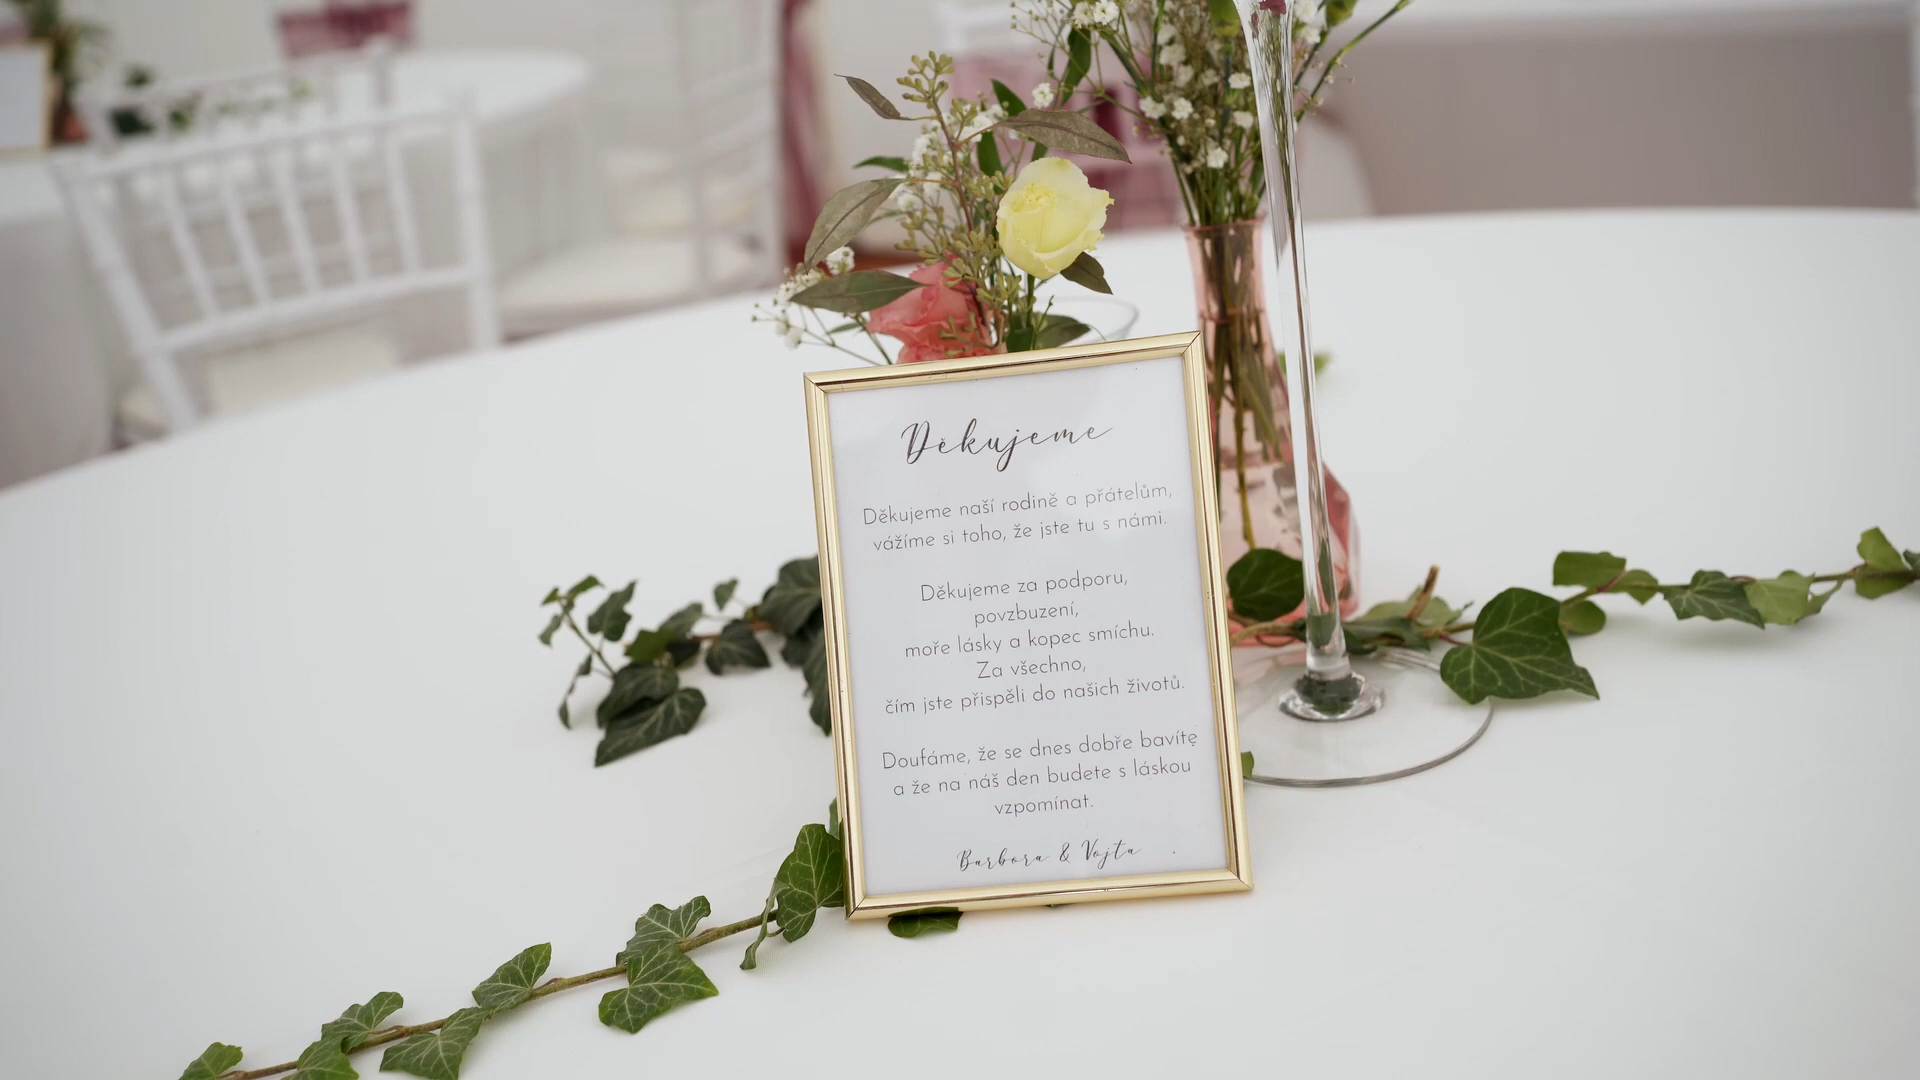 Děkujeme
Děkujeme naší rodině a přátelům,
vážíme si toho, že jste tu s námi.
Děkujeme za podporu,
povzbuzení,
moře lásky a kopec smíchu.
Za všechno,
čím jste přispěli do našich životů.
Doufáme, že se dnes dobře bavíte
a že na náš den budete s láskou
vzpomínat.
Barbora & Vojta